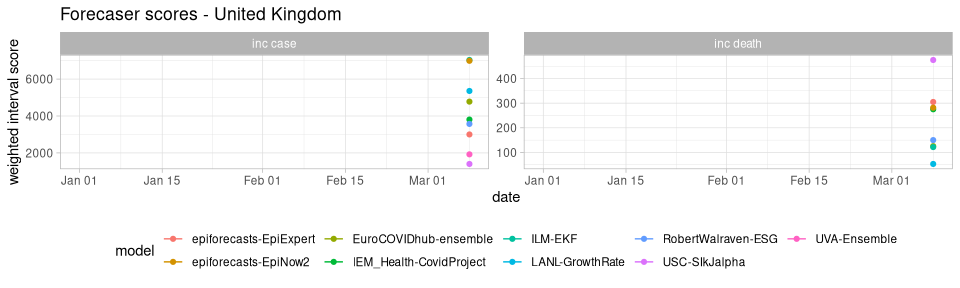 Forecaser scores - United Kingdom
inc case
inc death
weighted interval score
6000
4000
2000
400
300
200
100
Jan 01
Jan 15
Feb 01
Feb 15
Mar 01
Jan 01
Jan 15
Feb 01
Feb 15
Mar 01
date
model
epiforecasts-EpiExpert
EuroCOVIDhub-ensemble
ILM-EKF
RobertWalraven-ESG
UVA-Ensemble
epiforecasts-EpiNow2
IEM_Health-CovidProject
LANL-GrowthRate
USC-SIkJalpha